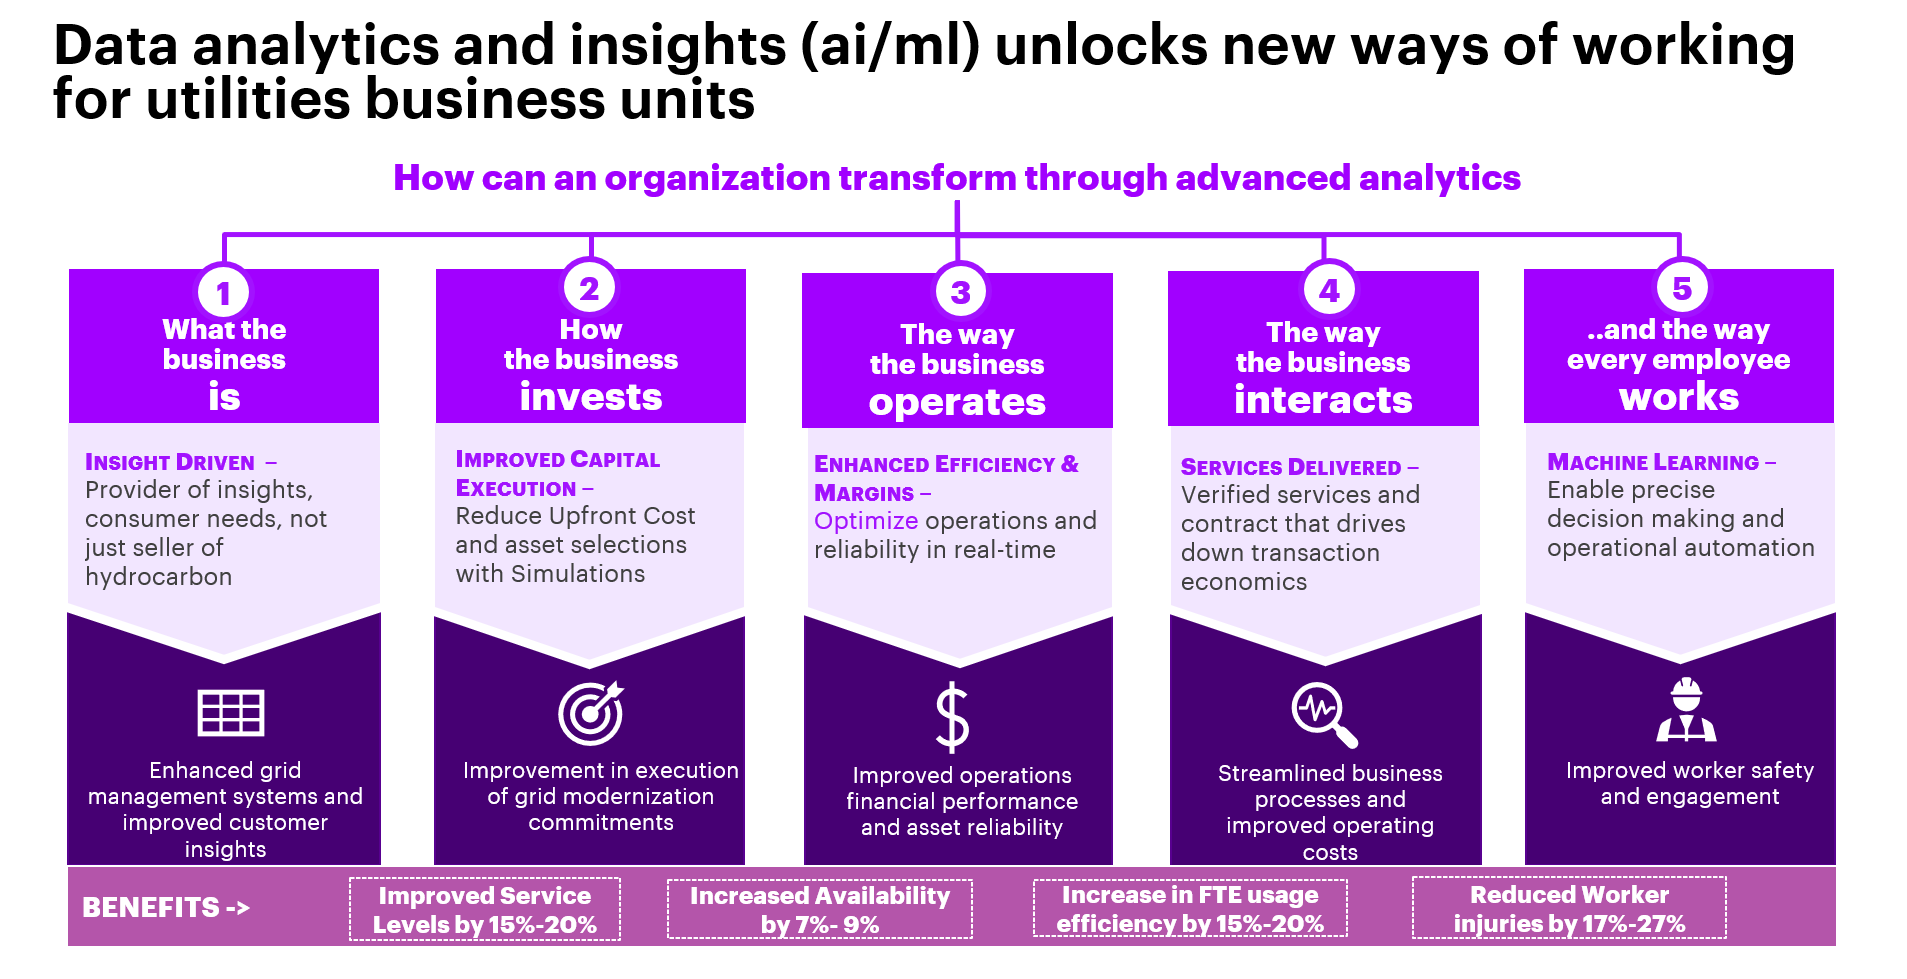 Data analytics and insights (ai/ml) unlocks new ways of working
for utilities business units
How can an organization transform through advanced analytics
1
What the
business
is
INSIGHT DRIVEN –
Provider of insights,
consumer needs, not
just seller of
hydrocarbon
Enhanced grid
management systems and
improved customer
insights
2
How
the business
invests
IMPROVED CAPITAL
EXECUTION –
Reduce Upfront Cost
and asset selections
with Simulations
Improvement in execution
of grid modernization
commitments
3
The way
the business
operates
ENHANCED EFFICIENCY &
MARGINS –
Optimize operations and
reliability in real-time
$
Improved operations
financial performance
and asset reliability
4
The way
the business
interacts
SERVICES DELIVERED –
Verified services and
contract that drives
down transaction
economics
Streamlined business
processes and
improved operating
costs
5
..and the way
every employee
works
MACHINE LEARNING –
Enable precise
decision making and
operational automation
Improved worker safety
and engagement
BENEFITS ->
Improved Service
Levels by 15%-20%
Increased Availability
by 7%- 9%
Increase in FTE usage
efficiency by 15%-20%
Reduced Worker
injuries by 17%-27%